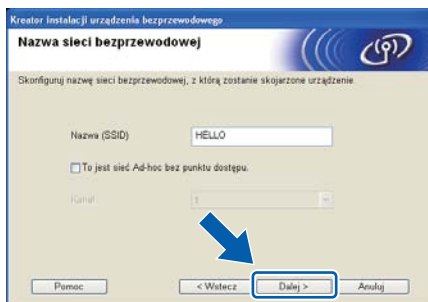 Kreator instalacji urządzenia bezprzewodowego
Nazwa sieci bezprzewodowej
Skonfiguruj nazwę sieci bezprzewodowej, z którą zostanie skojarzone urządzenie.
Nazwa (SSID) HELLO
To jest sieć Ad-hoc bez punktu dostępu.
Kanał 1
Pomoc < Wstecz Dalej > Anuluj